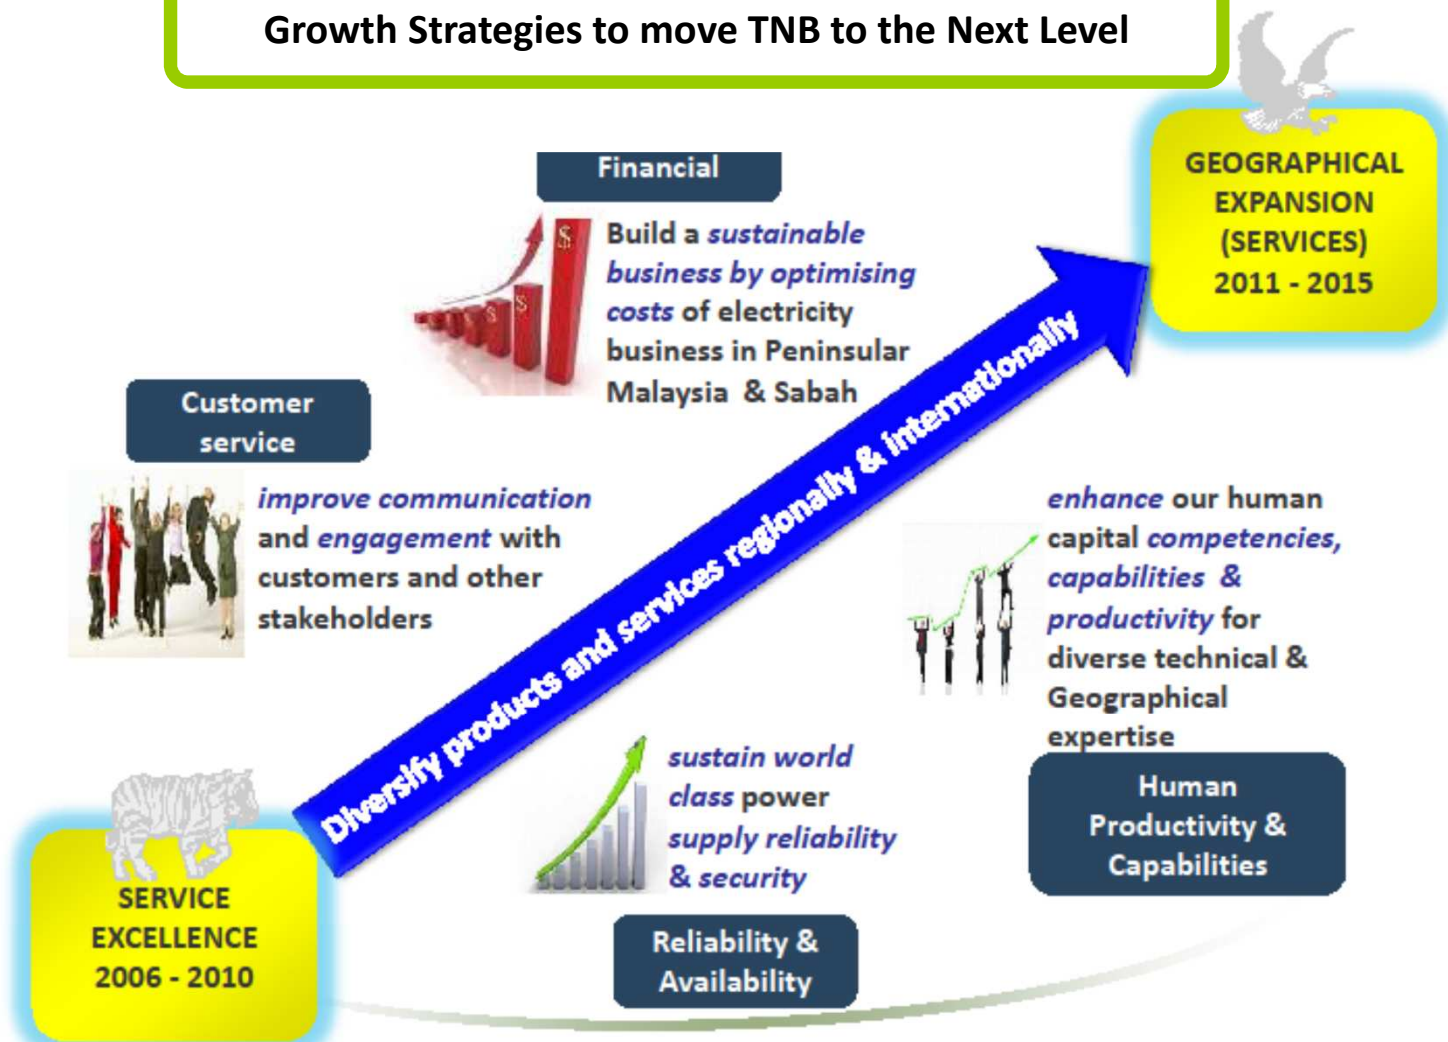 Growth Strategies to move TNB to the Next Level
GEOGRAPHICAL
EXPANSION
(SERVICES)
2011 - 2015
Financial
Build a sustainable
business by optimising
costs of electricity
business in Peninsular
Malaysia & Sabah
Customer
service
improve communication
and engagement with
customers and other
stakeholders
Diversify products and services regionally & internationally
enhance our human
capital competencies,
capabilities &
productivity for
diverse technical &
Geographical
expertise
Human
Productivity &
Capabilities
sustain world
class power
supply reliability
& security
Reliability &
Availability
SERVICE
EXCELLENCE
2006 - 2010
$
$
$